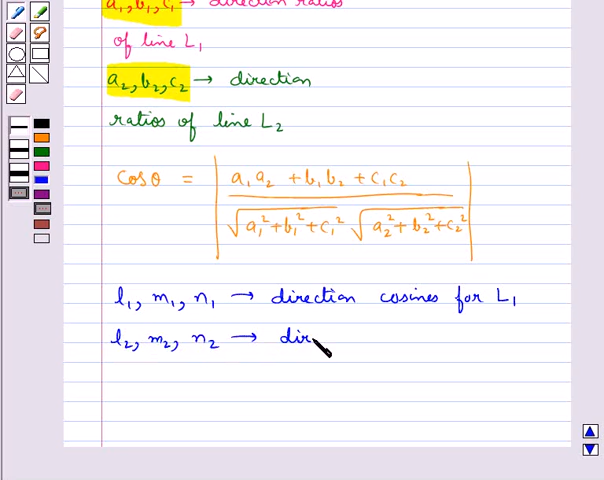 a₁, b₁, c₁ → direction ratios
of line L₁
a₂, b₂, c₂ → direction
ratios of line L₂
cosθ = | (a₁a₂ + b₁b₂ + c₁c₂) / (√(a₁² + b₁² + c₁²) √(a₂² + b₂² + c₂²)) |
l₁, m₁, n₁ → direction cosines for L₁
l₂, m₂, n₂ → dir